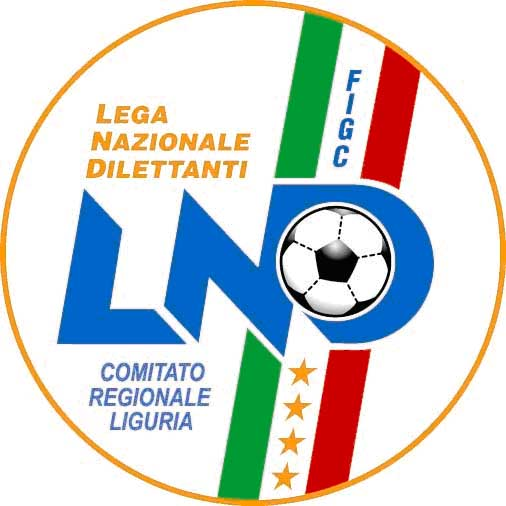 FIGC
LEGA
NAZIONALE
DILETTANTI
LND
COMITATO
REGIONALE
LIGURIA